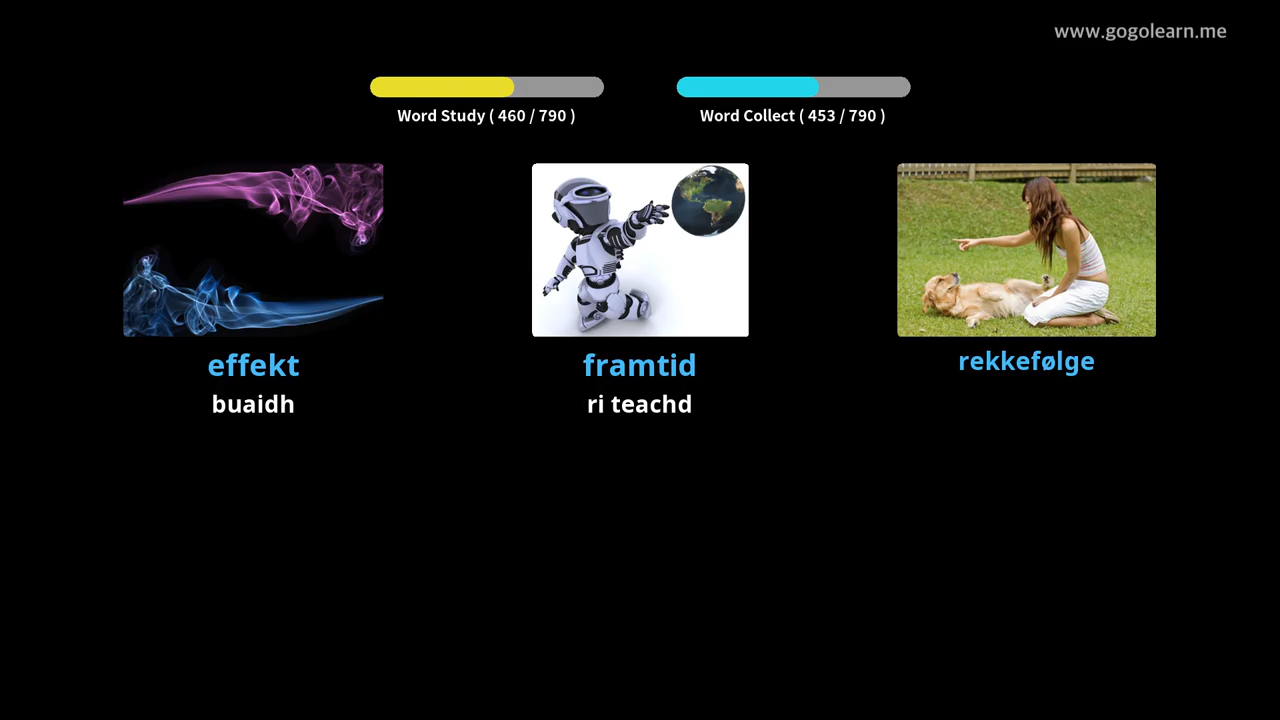 www.gogolearn.me
Word Study ( 460 / 790 )
Word Collect ( 453 / 790 )
effekt
buaidh
framtid
ri teachd
rekkefølge